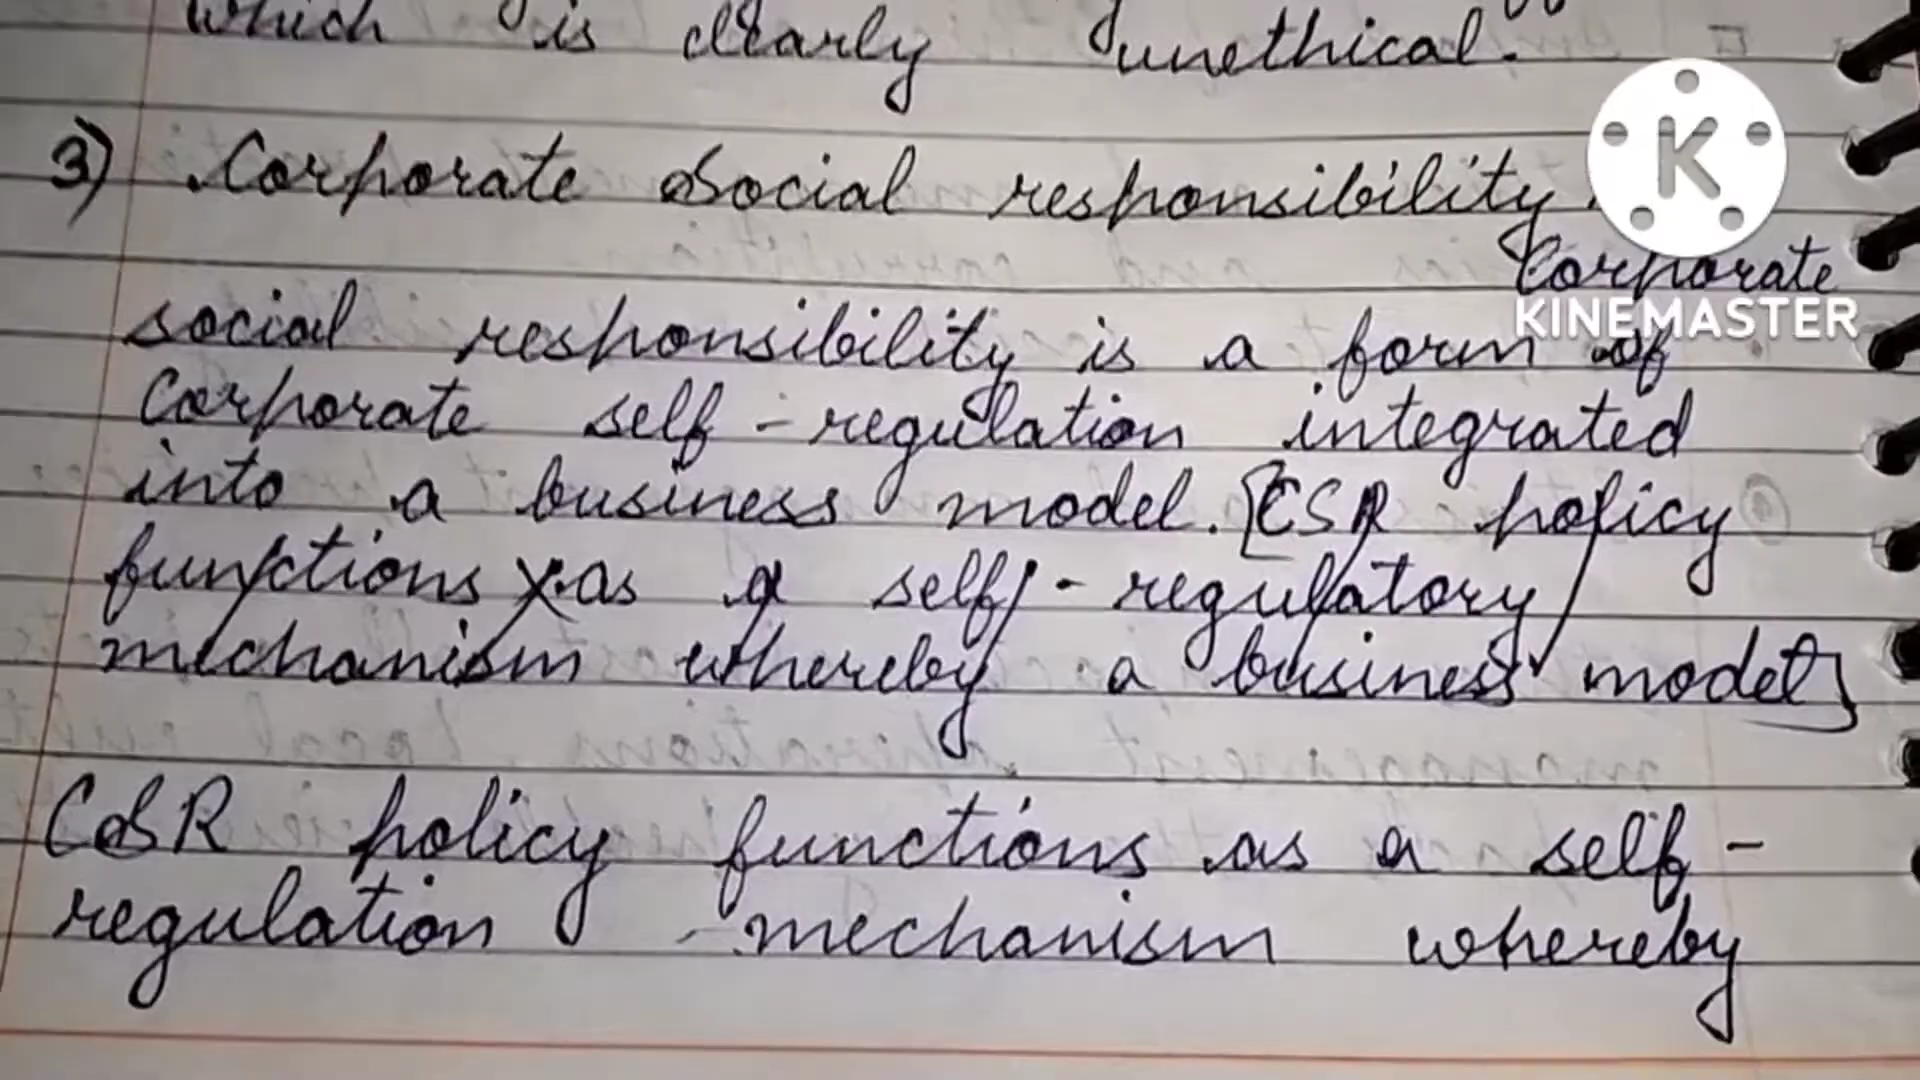 which is clearly unethical.
3) Corporate Social responsibility
Corporate
KINEMASTER
social responsibility is a form of
Corporate self-regulation integrated
into a business model. [CSR policy
functions as a self-regulatory
mechanism whereby a business model]
CSR policy functions as a self-
regulation mechanism whereby